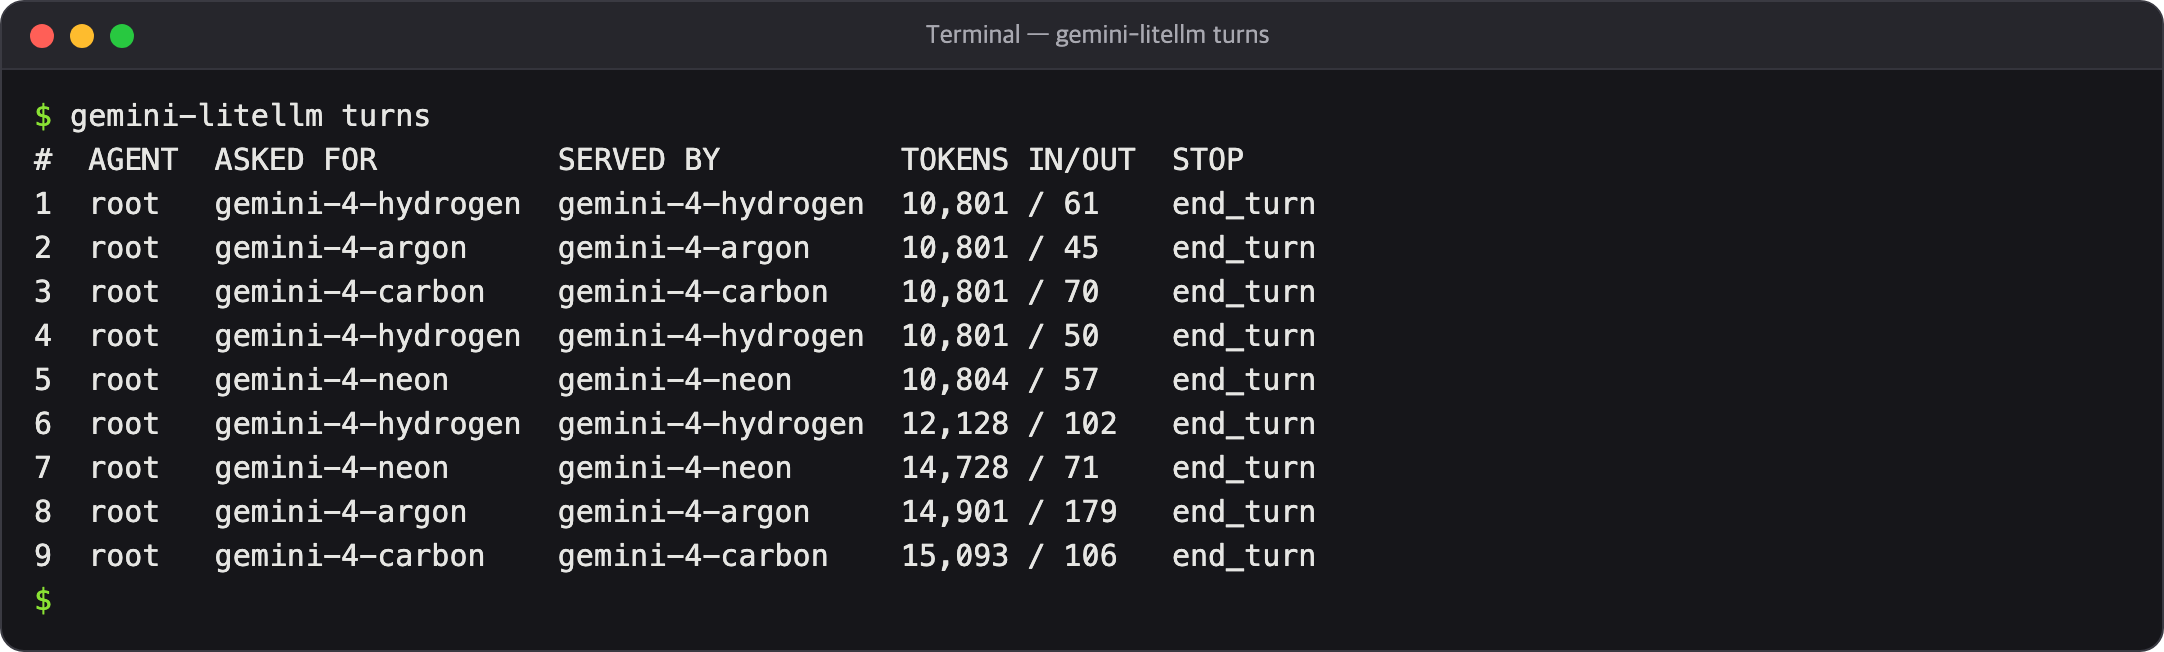 Terminal — gemini-litellm turns
$ gemini-litellm turns
#  AGENT  ASKED FOR          SERVED BY          TOKENS IN/OUT  STOP
1  root   gemini-4-hydrogen  gemini-4-hydrogen  10,801 / 61    end_turn
2  root   gemini-4-argon     gemini-4-argon     10,801 / 45    end_turn
3  root   gemini-4-carbon    gemini-4-carbon    10,801 / 70    end_turn
4  root   gemini-4-hydrogen  gemini-4-hydrogen  10,801 / 50    end_turn
5  root   gemini-4-neon      gemini-4-neon      10,804 / 57    end_turn
6  root   gemini-4-hydrogen  gemini-4-hydrogen  12,128 / 102   end_turn
7  root   gemini-4-neon      gemini-4-neon      14,728 / 71    end_turn
8  root   gemini-4-argon     gemini-4-argon     14,901 / 179   end_turn
9  root   gemini-4-carbon    gemini-4-carbon    15,093 / 106   end_turn
$